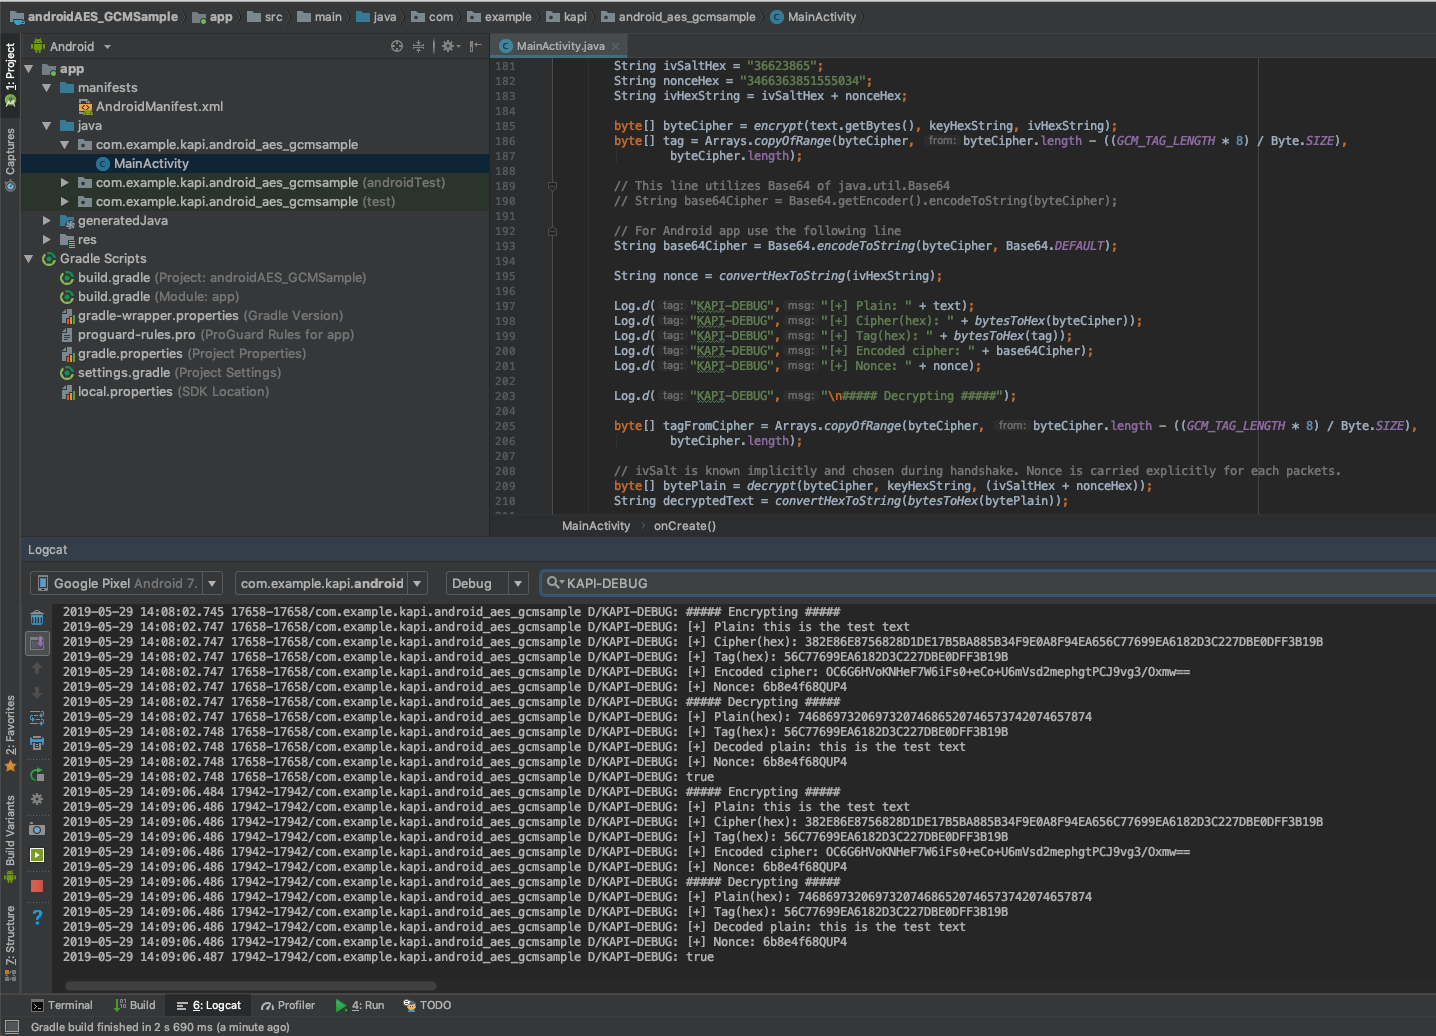 androidAES_GCMSample app src main java com example kapi android_aes_gcmsample MainActivity
1: Project
Captures
2: Favorites
Build Variants
Z: Structure
Android
app
manifests
AndroidManifest.xml
java
com.example.kapi.android_aes_gcmsample
MainActivity
com.example.kapi.android_aes_gcmsample (androidTest)
com.example.kapi.android_aes_gcmsample (test)
generatedJava
res
Gradle Scripts
build.gradle (Project: androidAES_GCMSample)
build.gradle (Module: app)
gradle-wrapper.properties (Gradle Version)
proguard-rules.pro (ProGuard Rules for app)
gradle.properties (Project Properties)
settings.gradle (Project Settings)
local.properties (SDK Location)
MainActivity.java
181 String ivSaltHex = "36623865";
182 String nonceHex = "3466363851555034";
183 String ivHexString = ivSaltHex + nonceHex;
184
185 byte[] byteCipher = encrypt(text.getBytes(), keyHexString, ivHexString);
186 byte[] tag = Arrays.copyOfRange(byteCipher, from: byteCipher.length - ((GCM_TAG_LENGTH * 8) / Byte.SIZE),
187 byteCipher.length);
188
189 // This line utilizes Base64 of java.util.Base64
190 // String base64Cipher = Base64.getEncoder().encodeToString(byteCipher);
191
192 // For Android app use the following line
193 String base64Cipher = Base64.encodeToString(byteCipher, Base64.DEFAULT);
194
195 String nonce = convertHexToString(ivHexString);
196
197 Log.d( tag: "KAPI-DEBUG", msg: "[+] Plain: " + text);
198 Log.d( tag: "KAPI-DEBUG", msg: "[+] Cipher(hex): " + bytesToHex(byteCipher));
199 Log.d( tag: "KAPI-DEBUG", msg: "[+] Tag(hex): " + bytesToHex(tag));
200 Log.d( tag: "KAPI-DEBUG", msg: "[+] Encoded cipher: " + base64Cipher);
201 Log.d( tag: "KAPI-DEBUG", msg: "[+] Nonce: " + nonce);
202
203 Log.d( tag: "KAPI-DEBUG", msg: "\n##### Decrypting #####");
204
205 byte[] tagFromCipher = Arrays.copyOfRange(byteCipher, from: byteCipher.length - ((GCM_TAG_LENGTH * 8) / Byte.SIZE),
206 byteCipher.length);
207
208 // ivSalt is known implicitly and chosen during handshake. Nonce is carried explicitly for each packets.
209 byte[] bytePlain = decrypt(byteCipher, keyHexString, (ivSaltHex + nonceHex));
210 String decryptedText = convertHexToString(bytesToHex(bytePlain));
MainActivity onCreate()
Logcat
Google Pixel Android 7. com.example.kapi.android Debug KAPI-DEBUG
2019-05-29 14:08:02.745 17658-17658/com.example.kapi.android_aes_gcmsample D/KAPI-DEBUG: ##### Encrypting #####
2019-05-29 14:08:02.747 17658-17658/com.example.kapi.android_aes_gcmsample D/KAPI-DEBUG: [+] Plain: this is the test text
2019-05-29 14:08:02.747 17658-17658/com.example.kapi.android_aes_gcmsample D/KAPI-DEBUG: [+] Cipher(hex): 382E86E8756828D1DE17B5BA885B34F9E0A8F94EA656C77699EA6182D3C227DBE0DFF3B19B
2019-05-29 14:08:02.747 17658-17658/com.example.kapi.android_aes_gcmsample D/KAPI-DEBUG: [+] Tag(hex): 56C77699EA6182D3C227DBE0DFF3B19B
2019-05-29 14:08:02.747 17658-17658/com.example.kapi.android_aes_gcmsample D/KAPI-DEBUG: [+] Encoded cipher: OC6G6HVoKNHeF7W6iFs0+eCo+U6mVsd2mephgtPCJ9vg3/Oxmw==
2019-05-29 14:08:02.747 17658-17658/com.example.kapi.android_aes_gcmsample D/KAPI-DEBUG: [+] Nonce: 6b8e4f68QUP4
2019-05-29 14:08:02.747 17658-17658/com.example.kapi.android_aes_gcmsample D/KAPI-DEBUG: ##### Decrypting #####
2019-05-29 14:08:02.747 17658-17658/com.example.kapi.android_aes_gcmsample D/KAPI-DEBUG: [+] Plain(hex): 746869732069732074686520746573742074657874
2019-05-29 14:08:02.748 17658-17658/com.example.kapi.android_aes_gcmsample D/KAPI-DEBUG: [+] Tag(hex): 56C77699EA6182D3C227DBE0DFF3B19B
2019-05-29 14:08:02.748 17658-17658/com.example.kapi.android_aes_gcmsample D/KAPI-DEBUG: [+] Decoded plain: this is the test text
2019-05-29 14:08:02.748 17658-17658/com.example.kapi.android_aes_gcmsample D/KAPI-DEBUG: [+] Nonce: 6b8e4f68QUP4
2019-05-29 14:08:02.748 17658-17658/com.example.kapi.android_aes_gcmsample D/KAPI-DEBUG: true
2019-05-29 14:09:06.484 17942-17942/com.example.kapi.android_aes_gcmsample D/KAPI-DEBUG: ##### Encrypting #####
2019-05-29 14:09:06.486 17942-17942/com.example.kapi.android_aes_gcmsample D/KAPI-DEBUG: [+] Plain: this is the test text
2019-05-29 14:09:06.486 17942-17942/com.example.kapi.android_aes_gcmsample D/KAPI-DEBUG: [+] Cipher(hex): 382E86E8756828D1DE17B5BA885B34F9E0A8F94EA656C77699EA6182D3C227DBE0DFF3B19B
2019-05-29 14:09:06.486 17942-17942/com.example.kapi.android_aes_gcmsample D/KAPI-DEBUG: [+] Tag(hex): 56C77699EA6182D3C227DBE0DFF3B19B
2019-05-29 14:09:06.486 17942-17942/com.example.kapi.android_aes_gcmsample D/KAPI-DEBUG: [+] Encoded cipher: OC6G6HVoKNHeF7W6iFs0+eCo+U6mVsd2mephgtPCJ9vg3/Oxmw==
2019-05-29 14:09:06.486 17942-17942/com.example.kapi.android_aes_gcmsample D/KAPI-DEBUG: [+] Nonce: 6b8e4f68QUP4
2019-05-29 14:09:06.486 17942-17942/com.example.kapi.android_aes_gcmsample D/KAPI-DEBUG: ##### Decrypting #####
2019-05-29 14:09:06.486 17942-17942/com.example.kapi.android_aes_gcmsample D/KAPI-DEBUG: [+] Plain(hex): 746869732069732074686520746573742074657874
2019-05-29 14:09:06.486 17942-17942/com.example.kapi.android_aes_gcmsample D/KAPI-DEBUG: [+] Tag(hex): 56C77699EA6182D3C227DBE0DFF3B19B
2019-05-29 14:09:06.486 17942-17942/com.example.kapi.android_aes_gcmsample D/KAPI-DEBUG: [+] Decoded plain: this is the test text
2019-05-29 14:09:06.486 17942-17942/com.example.kapi.android_aes_gcmsample D/KAPI-DEBUG: [+] Nonce: 6b8e4f68QUP4
2019-05-29 14:09:06.487 17942-17942/com.example.kapi.android_aes_gcmsample D/KAPI-DEBUG: true
Terminal Build 6: Logcat Profiler 4: Run TODO
Gradle build finished in 2 s 690 ms (a minute ago)